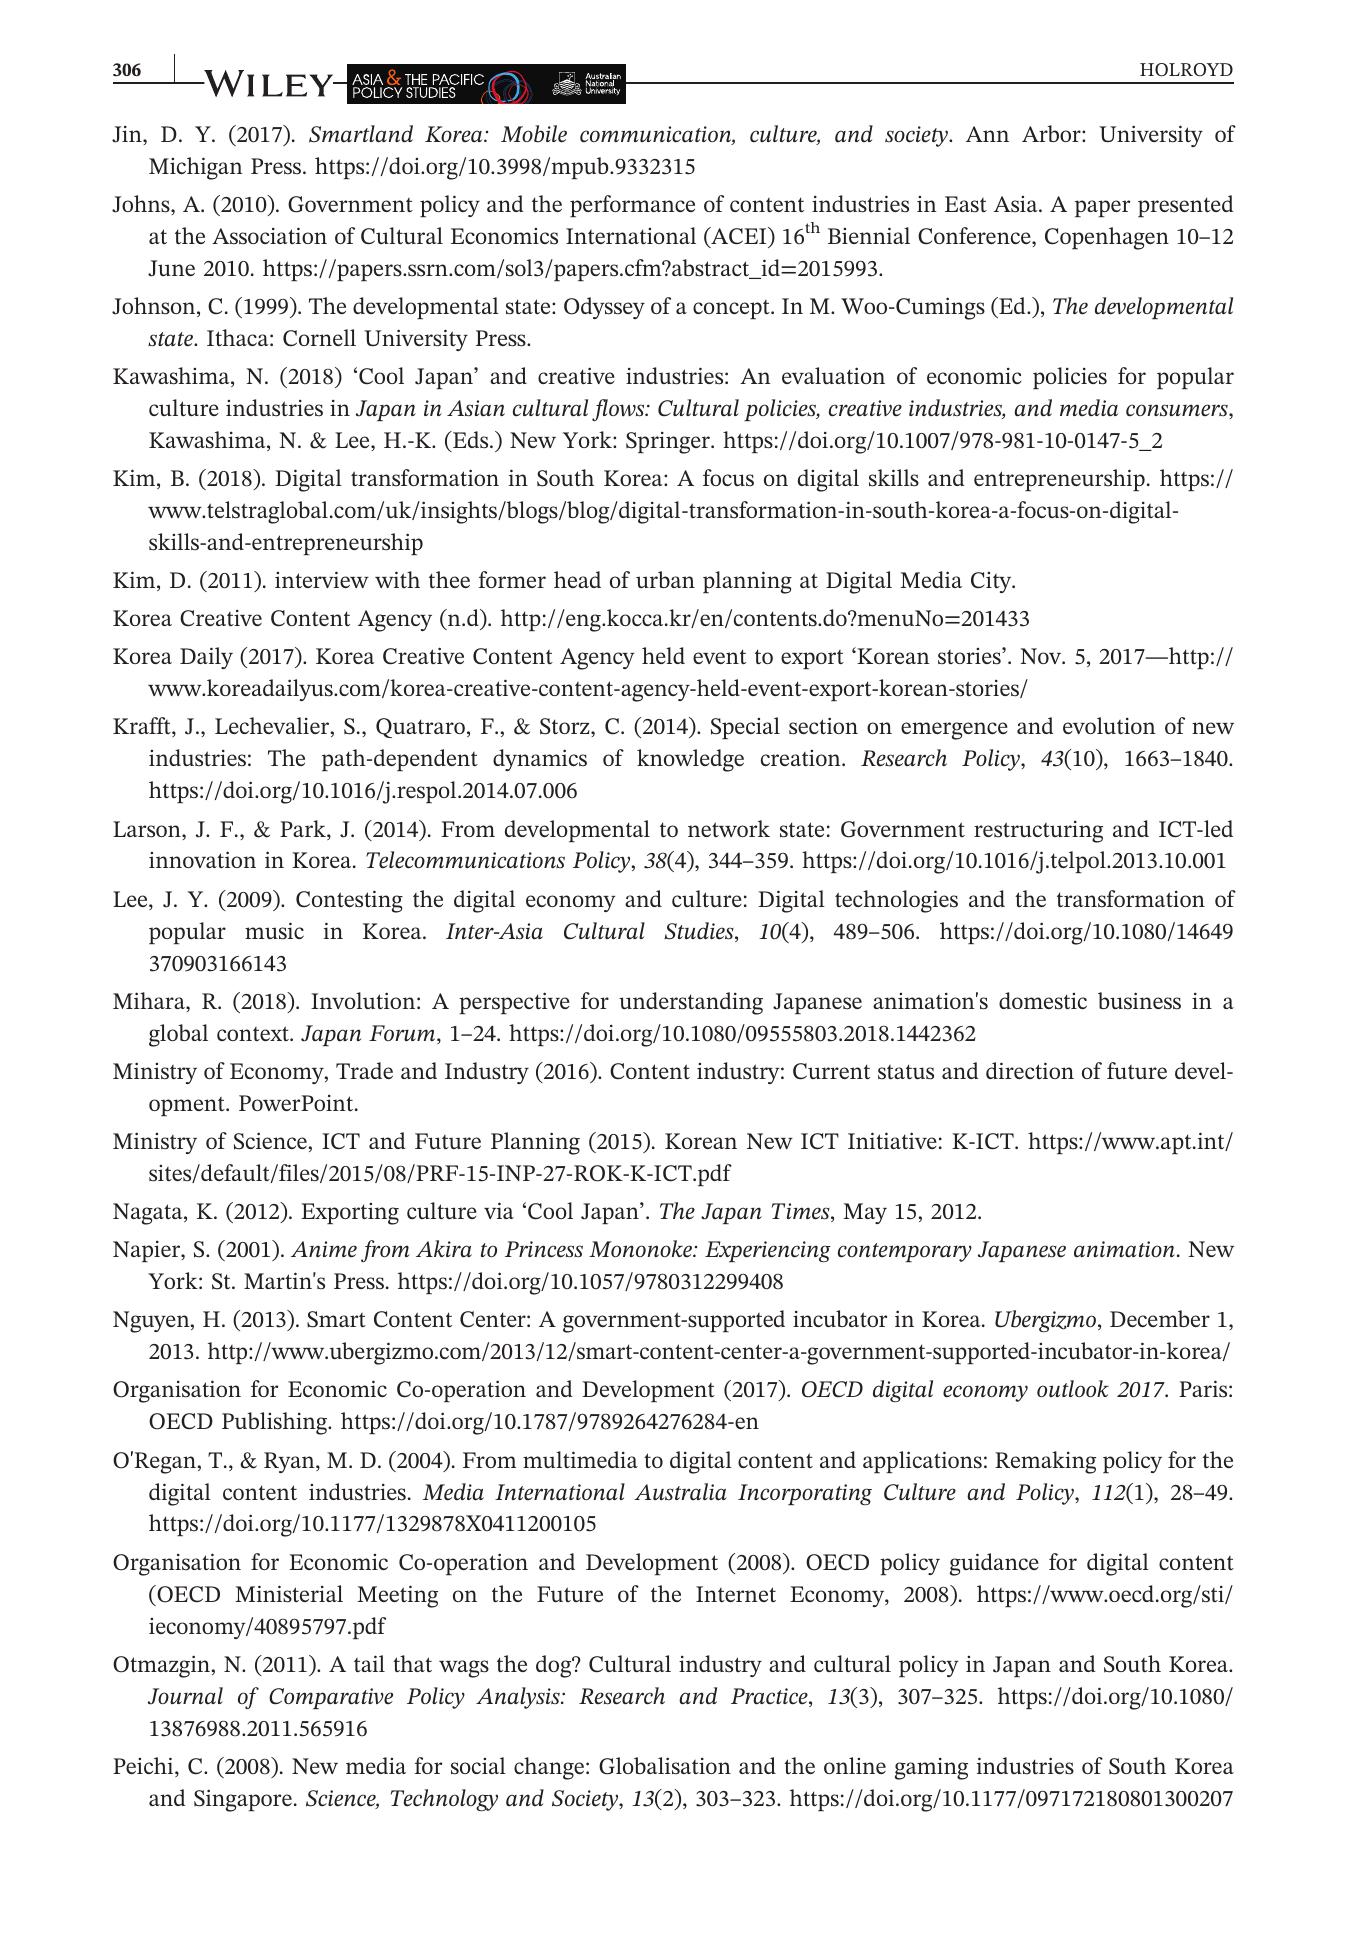 306
WILEY
ASIA & THE PACIFIC
POLICY STUDIES
Australian
National
University
HOLROYD
Jin, D. Y. (2017). Smartland Korea: Mobile communication, culture, and society. Ann Arbor: University of
Michigan Press. https://doi.org/10.3998/mpub.9332315
Johns, A. (2010). Government policy and the performance of content industries in East Asia. A paper presented
at the Association of Cultural Economics International (ACEI) 16th Biennial Conference, Copenhagen 10–12
June 2010. https://papers.ssrn.com/sol3/papers.cfm?abstract_id=2015993.
Johnson, C. (1999). The developmental state: Odyssey of a concept. In M. Woo-Cumings (Ed.), The developmental
state. Ithaca: Cornell University Press.
Kawashima, N. (2018) ‘Cool Japan’ and creative industries: An evaluation of economic policies for popular
culture industries in Japan in Asian cultural flows: Cultural policies, creative industries, and media consumers,
Kawashima, N. & Lee, H.-K. (Eds.) New York: Springer. https://doi.org/10.1007/978-981-10-0147-5_2
Kim, B. (2018). Digital transformation in South Korea: A focus on digital skills and entrepreneurship. https://
www.telstraglobal.com/uk/insights/blogs/blog/digital-transformation-in-south-korea-a-focus-on-digital-
skills-and-entrepreneurship
Kim, D. (2011). interview with thee former head of urban planning at Digital Media City.
Korea Creative Content Agency (n.d). http://eng.kocca.kr/en/contents.do?menuNo=201433
Korea Daily (2017). Korea Creative Content Agency held event to export ‘Korean stories’. Nov. 5, 2017—http://
www.koreadailyus.com/korea-creative-content-agency-held-event-export-korean-stories/
Krafft, J., Lechevalier, S., Quatraro, F., & Storz, C. (2014). Special section on emergence and evolution of new
industries: The path-dependent dynamics of knowledge creation. Research Policy, 43(10), 1663–1840.
https://doi.org/10.1016/j.respol.2014.07.006
Larson, J. F., & Park, J. (2014). From developmental to network state: Government restructuring and ICT-led
innovation in Korea. Telecommunications Policy, 38(4), 344–359. https://doi.org/10.1016/j.telpol.2013.10.001
Lee, J. Y. (2009). Contesting the digital economy and culture: Digital technologies and the transformation of
popular music in Korea. Inter-Asia Cultural Studies, 10(4), 489–506. https://doi.org/10.1080/14649
370903166143
Mihara, R. (2018). Involution: A perspective for understanding Japanese animation's domestic business in a
global context. Japan Forum, 1–24. https://doi.org/10.1080/09555803.2018.1442362
Ministry of Economy, Trade and Industry (2016). Content industry: Current status and direction of future devel-
opment. PowerPoint.
Ministry of Science, ICT and Future Planning (2015). Korean New ICT Initiative: K-ICT. https://www.apt.int/
sites/default/files/2015/08/PRF-15-INP-27-ROK-K-ICT.pdf
Nagata, K. (2012). Exporting culture via ‘Cool Japan’. The Japan Times, May 15, 2012.
Napier, S. (2001). Anime from Akira to Princess Mononoke: Experiencing contemporary Japanese animation. New
York: St. Martin's Press. https://doi.org/10.1057/9780312299408
Nguyen, H. (2013). Smart Content Center: A government-supported incubator in Korea. Ubergizmo, December 1,
2013. http://www.ubergizmo.com/2013/12/smart-content-center-a-government-supported-incubator-in-korea/
Organisation for Economic Co-operation and Development (2017). OECD digital economy outlook 2017. Paris:
OECD Publishing. https://doi.org/10.1787/9789264276284-en
O'Regan, T., & Ryan, M. D. (2004). From multimedia to digital content and applications: Remaking policy for the
digital content industries. Media International Australia Incorporating Culture and Policy, 112(1), 28–49.
https://doi.org/10.1177/1329878X0411200105
Organisation for Economic Co-operation and Development (2008). OECD policy guidance for digital content
(OECD Ministerial Meeting on the Future of the Internet Economy, 2008). https://www.oecd.org/sti/
ieconomy/40895797.pdf
Otmazgin, N. (2011). A tail that wags the dog? Cultural industry and cultural policy in Japan and South Korea.
Journal of Comparative Policy Analysis: Research and Practice, 13(3), 307–325. https://doi.org/10.1080/
13876988.2011.565916
Peichi, C. (2008). New media for social change: Globalisation and the online gaming industries of South Korea
and Singapore. Science, Technology and Society, 13(2), 303–323. https://doi.org/10.1177/097172180801300207